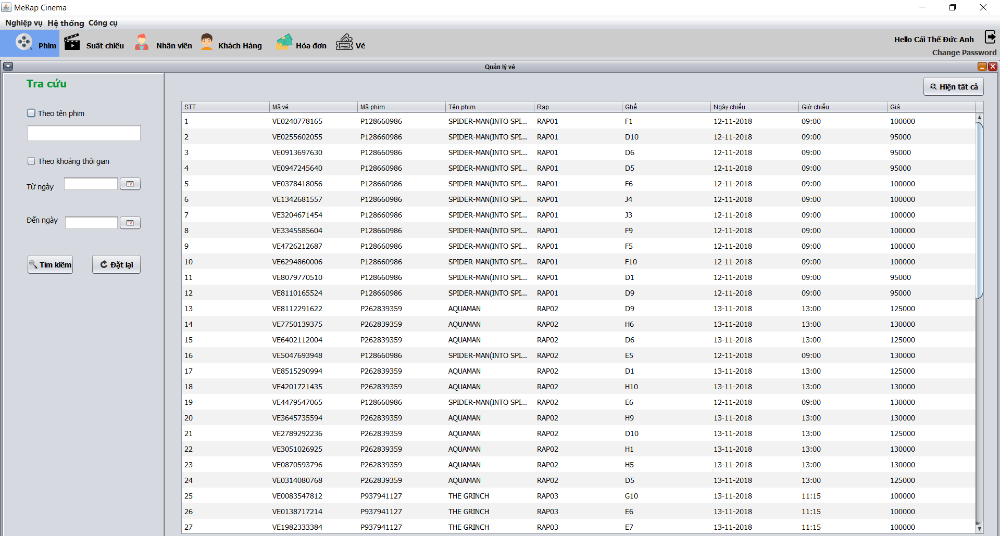 MeRap Cinema
Nghiệp vụ Hệ thống Công cụ
Phim Suất chiếu Nhân viên Khách Hàng Hóa đơn Vé
Hello Cái Thế Đức Anh
Change Password
Quản lý vé
Tra cứu
Theo tên phim
Theo khoảng thời gian
Từ ngày
Đến ngày
Tìm kiếm Đặt lại
Hiện tất cả
STT Mã vé Mã phim Tên phim Rạp Ghế Ngày chiếu Giờ chiếu Giá
1 VE0240778165 P128660986 SPIDER-MAN(INTO SPI... RAP01 F1 12-11-2018 09:00 100000
2 VE0255602055 P128660986 SPIDER-MAN(INTO SPI... RAP01 D10 12-11-2018 09:00 95000
3 VE0913697630 P128660986 SPIDER-MAN(INTO SPI... RAP01 D6 12-11-2018 09:00 95000
4 VE0947245640 P128660986 SPIDER-MAN(INTO SPI... RAP01 D5 12-11-2018 09:00 95000
5 VE0378418056 P128660986 SPIDER-MAN(INTO SPI... RAP01 F6 12-11-2018 09:00 100000
6 VE1342681557 P128660986 SPIDER-MAN(INTO SPI... RAP01 J4 12-11-2018 09:00 100000
7 VE3204671454 P128660986 SPIDER-MAN(INTO SPI... RAP01 J3 12-11-2018 09:00 100000
8 VE3345585604 P128660986 SPIDER-MAN(INTO SPI... RAP01 F9 12-11-2018 09:00 100000
9 VE4726212687 P128660986 SPIDER-MAN(INTO SPI... RAP01 F5 12-11-2018 09:00 100000
10 VE6294860006 P128660986 SPIDER-MAN(INTO SPI... RAP01 F10 12-11-2018 09:00 100000
11 VE8079770510 P128660986 SPIDER-MAN(INTO SPI... RAP01 D1 12-11-2018 09:00 95000
12 VE8110165524 P128660986 SPIDER-MAN(INTO SPI... RAP01 D9 12-11-2018 09:00 95000
13 VE8112291622 P262839359 AQUAMAN RAP02 D9 13-11-2018 13:00 125000
14 VE7750139375 P262839359 AQUAMAN RAP02 H6 13-11-2018 13:00 130000
15 VE6402112004 P262839359 AQUAMAN RAP02 D6 13-11-2018 13:00 125000
16 VE5047693948 P128660986 SPIDER-MAN(INTO SPI... RAP02 E5 12-11-2018 09:00 130000
17 VE8515290994 P262839359 AQUAMAN RAP02 D1 13-11-2018 13:00 125000
18 VE4201721435 P262839359 AQUAMAN RAP02 H10 13-11-2018 13:00 130000
19 VE4479547065 P128660986 SPIDER-MAN(INTO SPI... RAP02 E6 12-11-2018 09:00 130000
20 VE3645735594 P262839359 AQUAMAN RAP02 H9 13-11-2018 13:00 130000
21 VE2789292236 P262839359 AQUAMAN RAP02 D10 13-11-2018 13:00 125000
22 VE3051026925 P262839359 AQUAMAN RAP02 H1 13-11-2018 13:00 130000
23 VE0870593796 P262839359 AQUAMAN RAP02 H5 13-11-2018 13:00 130000
24 VE0314080768 P262839359 AQUAMAN RAP02 D5 13-11-2018 13:00 125000
25 VE0083547812 P937941127 THE GRINCH RAP03 G10 13-11-2018 11:15 100000
26 VE0138717214 P937941127 THE GRINCH RAP03 E6 13-11-2018 11:15 100000
27 VE1982333384 P937941127 THE GRINCH RAP03 E7 13-11-2018 11:15 100000